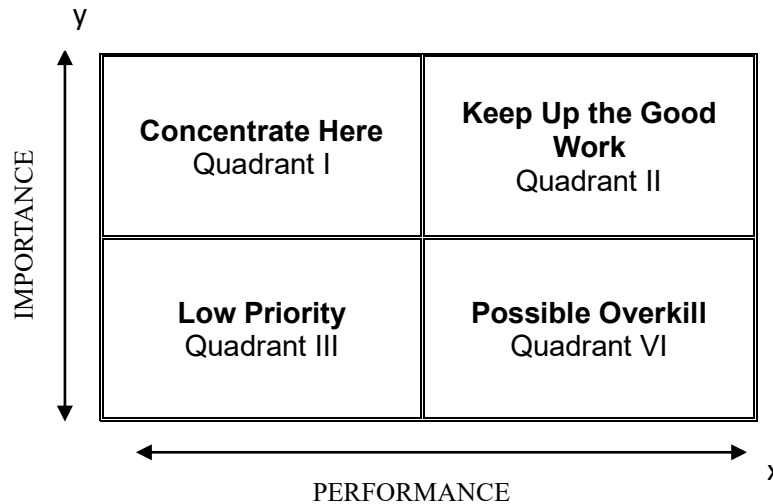 y
Concentrate Here
Quadrant I
Keep Up the Good
Work
Quadrant II
IMPORTANCE
Low Priority
Quadrant III
Possible Overkill
Quadrant VI
x
PERFORMANCE